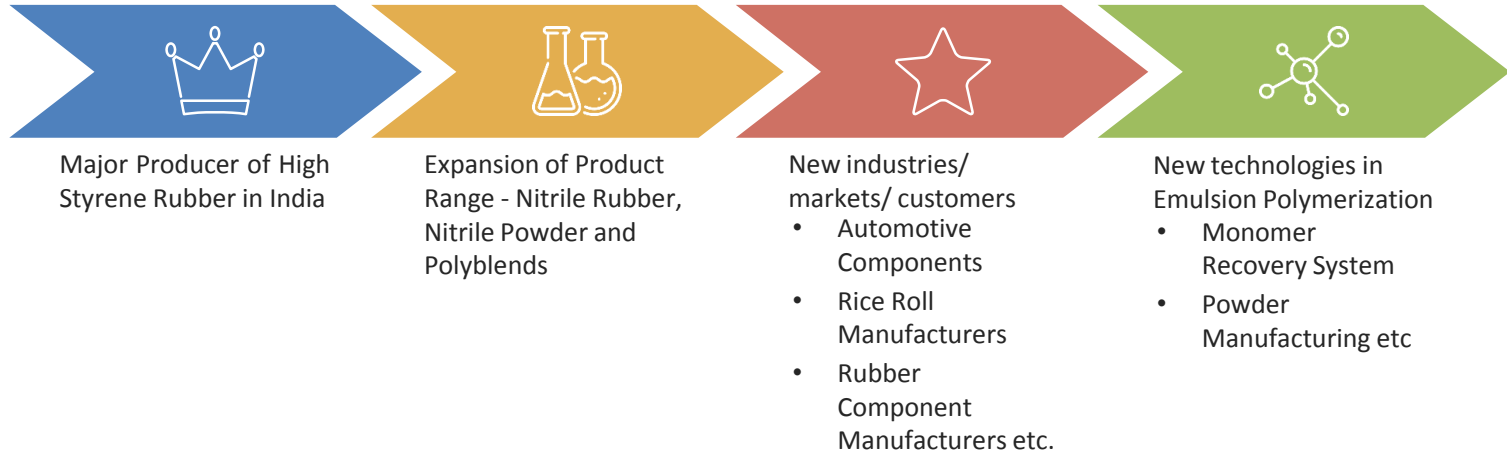 Major Producer of High
Styrene Rubber in India
Expansion of Product
Range - Nitrile Rubber,
Nitrile Powder and
Polyblends
New industries/
markets/ customers
• Automotive
Components
• Rice Roll
Manufacturers
• Rubber
Component
Manufacturers etc.
New technologies in
Emulsion Polymerization
• Monomer
Recovery System
• Powder
Manufacturing etc